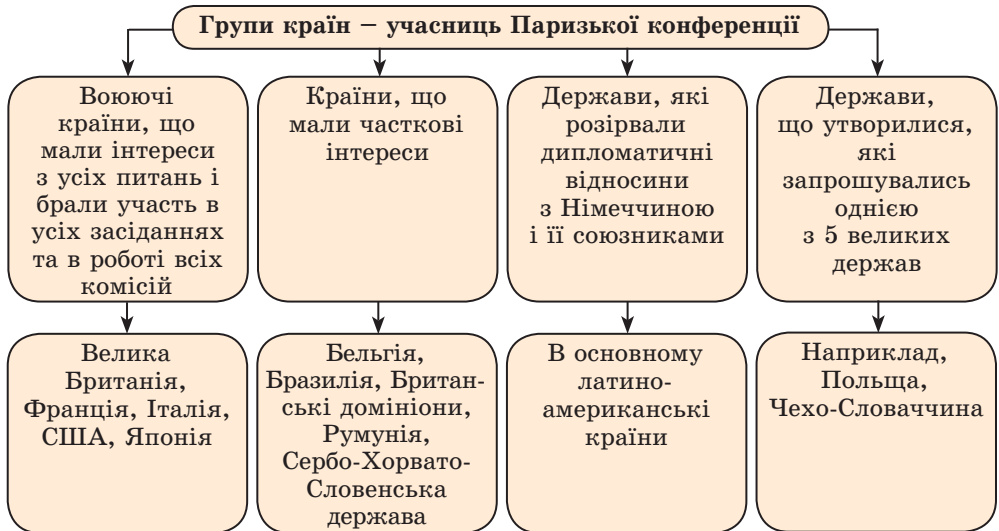 Групи країн – учасниць Паризької конференції
Воюючі
країни, що
мали інтереси
з усіх питань і
брали участь в
усіх засіданнях
та в роботі всіх
комісій
Країни, що
мали часткові
інтереси
Держави, які
розірвали
дипломатичні
відносини
з Німеччиною
і її союзниками
Держави,
що утворилися,
які
запрошувались
однією
з 5 великих
держав
Велика
Британія,
Франція, Італія,
США, Японія
Бельгія,
Бразилія, Британ-
ські домініони,
Румунія,
Сербо-Хорвато-
Словенська
держава
В основному
латино-
американські
країни
Наприклад,
Польща,
Чехо-Словаччина